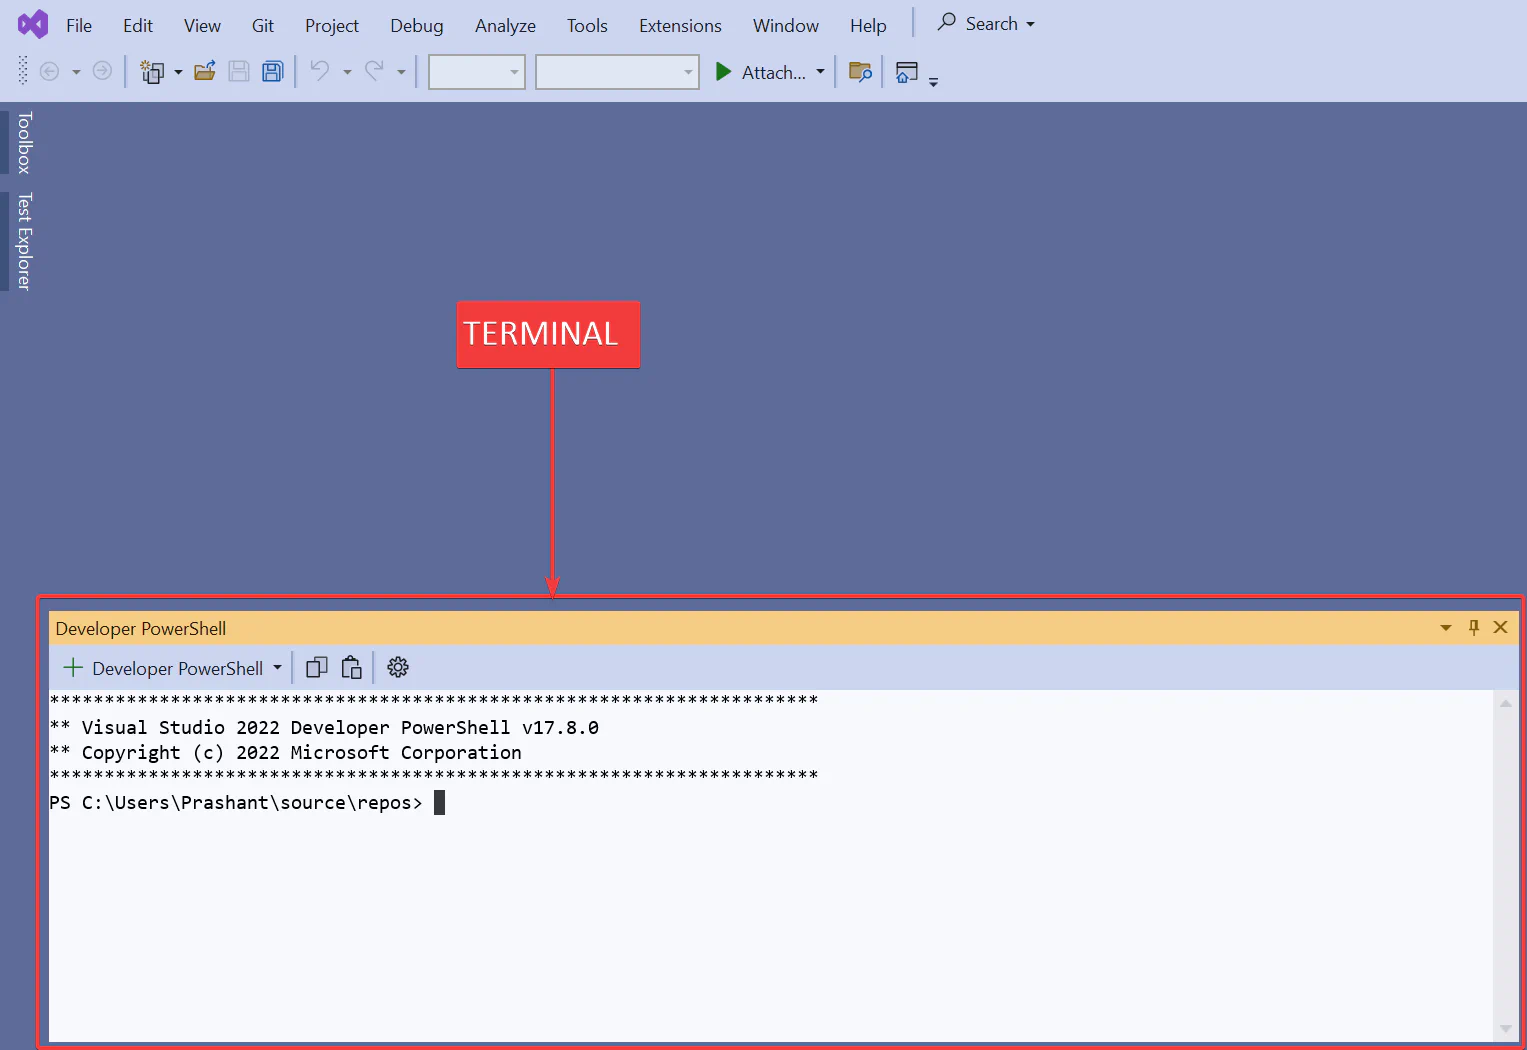 File Edit View Git Project Debug Analyze Tools Extensions Window Help Search
Attach...
Toolbox
Test Explorer
TERMINAL
Developer PowerShell
Developer PowerShell
**********************************************************************
** Visual Studio 2022 Developer PowerShell v17.8.0
** Copyright (c) 2022 Microsoft Corporation
**********************************************************************
PS C:\Users\Prashant\source\repos>